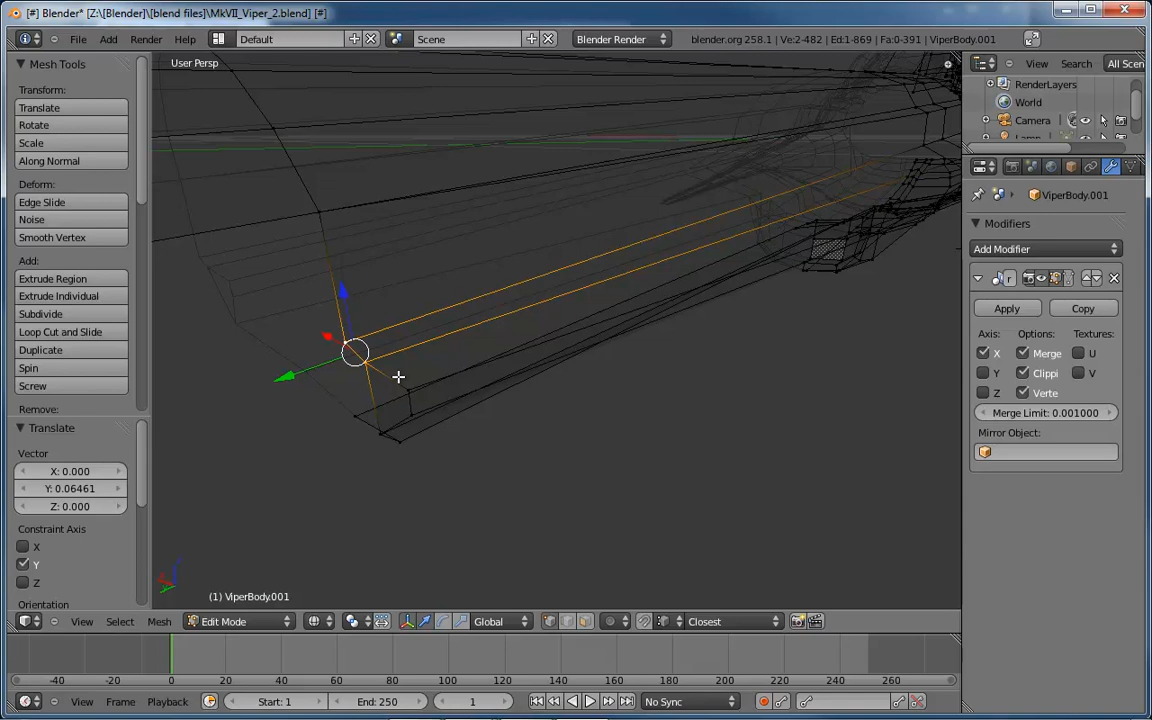 [#] Blender* [Z:\[Blender]\[blend files]\MkVII_Viper_2.blend] [#]
File Add Render Help Default Scene Blender Render blender.org 258.1 | Ve:2-482 | Ed:1-869 | Fa:0-391 | ViperBody.001
Mesh Tools
Transform:
Translate
Rotate
Scale
Along Normal
Deform:
Edge Slide
Noise
Smooth Vertex
Add:
Extrude Region
Extrude Individual
Subdivide
Loop Cut and Slide
Duplicate
Spin
Screw
Remove:
Translate
Vector
X: 0.000
Y: 0.06461
Z: 0.000
Constraint Axis
X
Y
Z
Orientation
User Persp
(1) ViperBody.001
View Select Mesh Edit Mode Global Closest
-40 -20 0 20 40 60 80 100 120 140 160 180 200 220 240 260
View Frame Playback Start: 1 End: 250 1 No Sync
View Search All Scen
RenderLayers
World
Camera
ViperBody.001
Modifiers
Add Modifier
r
Apply Copy
Axis: Options: Textures:
X Merge U
Y Clippi V
Z Verte
Merge Limit: 0.001000
Mirror Object: